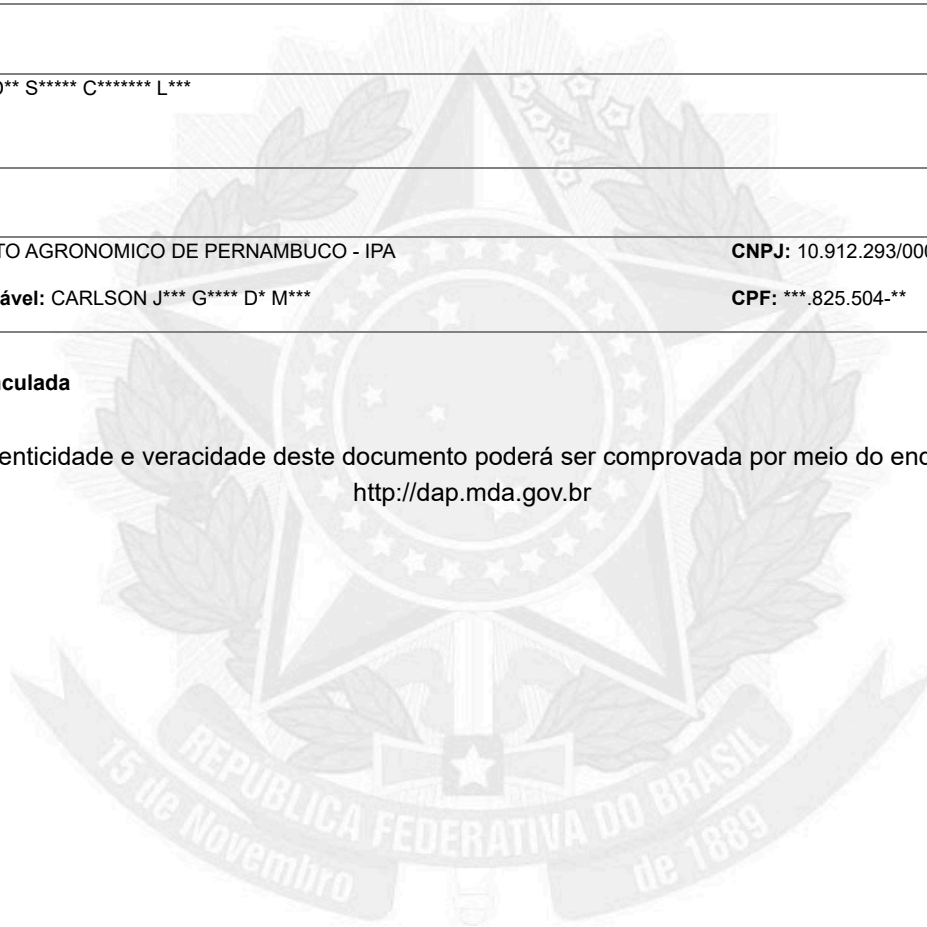 ** S***** C******* L***
TO AGRONOMICO DE PERNAMBUCO - IPA CNPJ: 10.912.293/000
ável: CARLSON J*** G**** D* M*** CPF: ***.825.504-**
culada
enticidade e veracidade deste documento poderá ser comprovada por meio do en
http://dap.mda.gov.br
REPUBLICA FEDERATIVA DO BRASIL
15 de Novembro de 1889